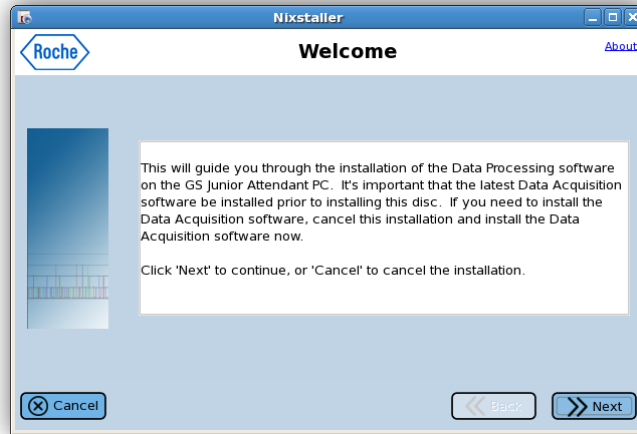 Nixstaller
Roche
Welcome
About
This will guide you through the installation of the Data Processing software
on the GS Junior Attendant PC.  It's important that the latest Data Acquisition
software be installed prior to installing this disc.  If you need to install the
Data Acquisition software, cancel this installation and install the Data
Acquisition software now.
Click 'Next' to continue, or 'Cancel' to cancel the installation.
Cancel
Back
Next